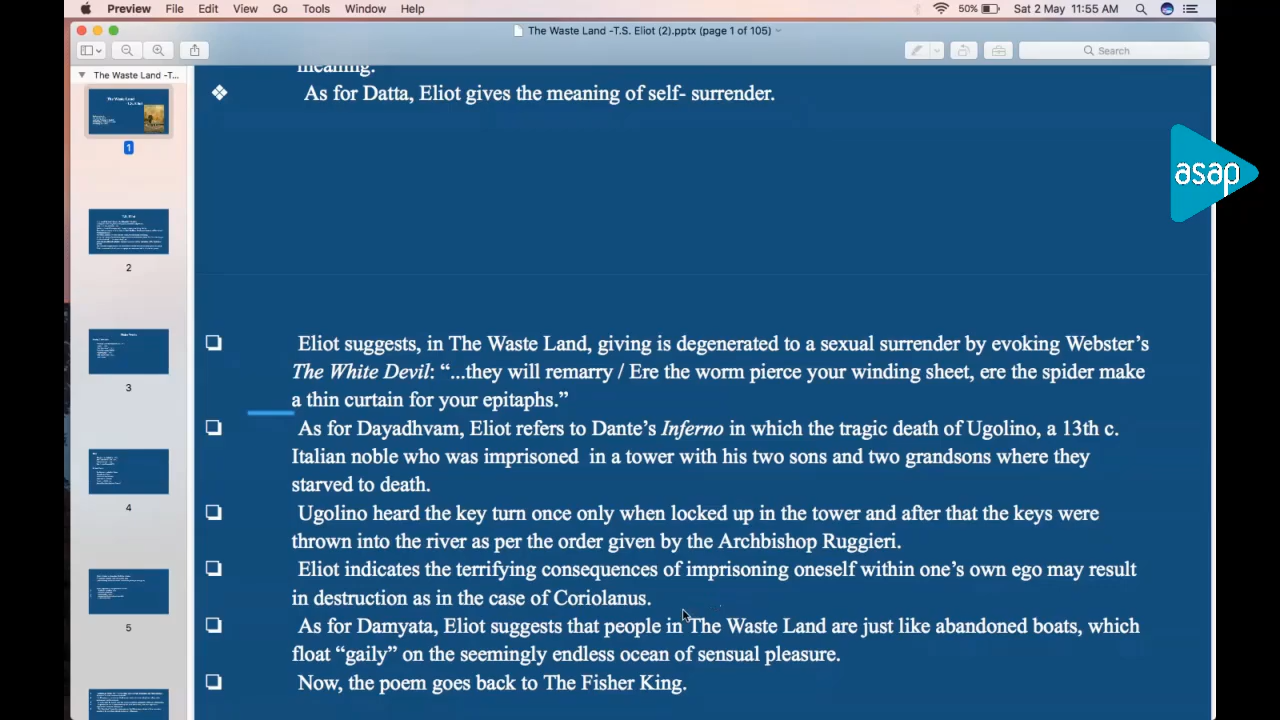 Preview File Edit View Go Tools Window Help 50% Sat 2 May 11:55 AM
The Waste Land -T.S. Eliot (2).pptx (page 1 of 105)
Search
The Waste Land -T...
1
2
3
4
5
meaning.
❖ As for Datta, Eliot gives the meaning of self- surrender.
asap
❑ Eliot suggests, in The Waste Land, giving is degenerated to a sexual surrender by evoking Webster’s
The White Devil: “...they will remarry / Ere the worm pierce your winding sheet, ere the spider make
a thin curtain for your epitaphs.”
❑ As for Dayadhvam, Eliot refers to Dante’s Inferno in which the tragic death of Ugolino, a 13th c.
Italian noble who was imprisoned in a tower with his two sons and two grandsons where they
starved to death.
❑ Ugolino heard the key turn once only when locked up in the tower and after that the keys were
thrown into the river as per the order given by the Archbishop Ruggieri.
❑ Eliot indicates the terrifying consequences of imprisoning oneself within one’s own ego may result
in destruction as in the case of Coriolanus.
❑ As for Damyata, Eliot suggests that people in The Waste Land are just like abandoned boats, which
float “gaily” on the seemingly endless ocean of sensual pleasure.
❑ Now, the poem goes back to The Fisher King.